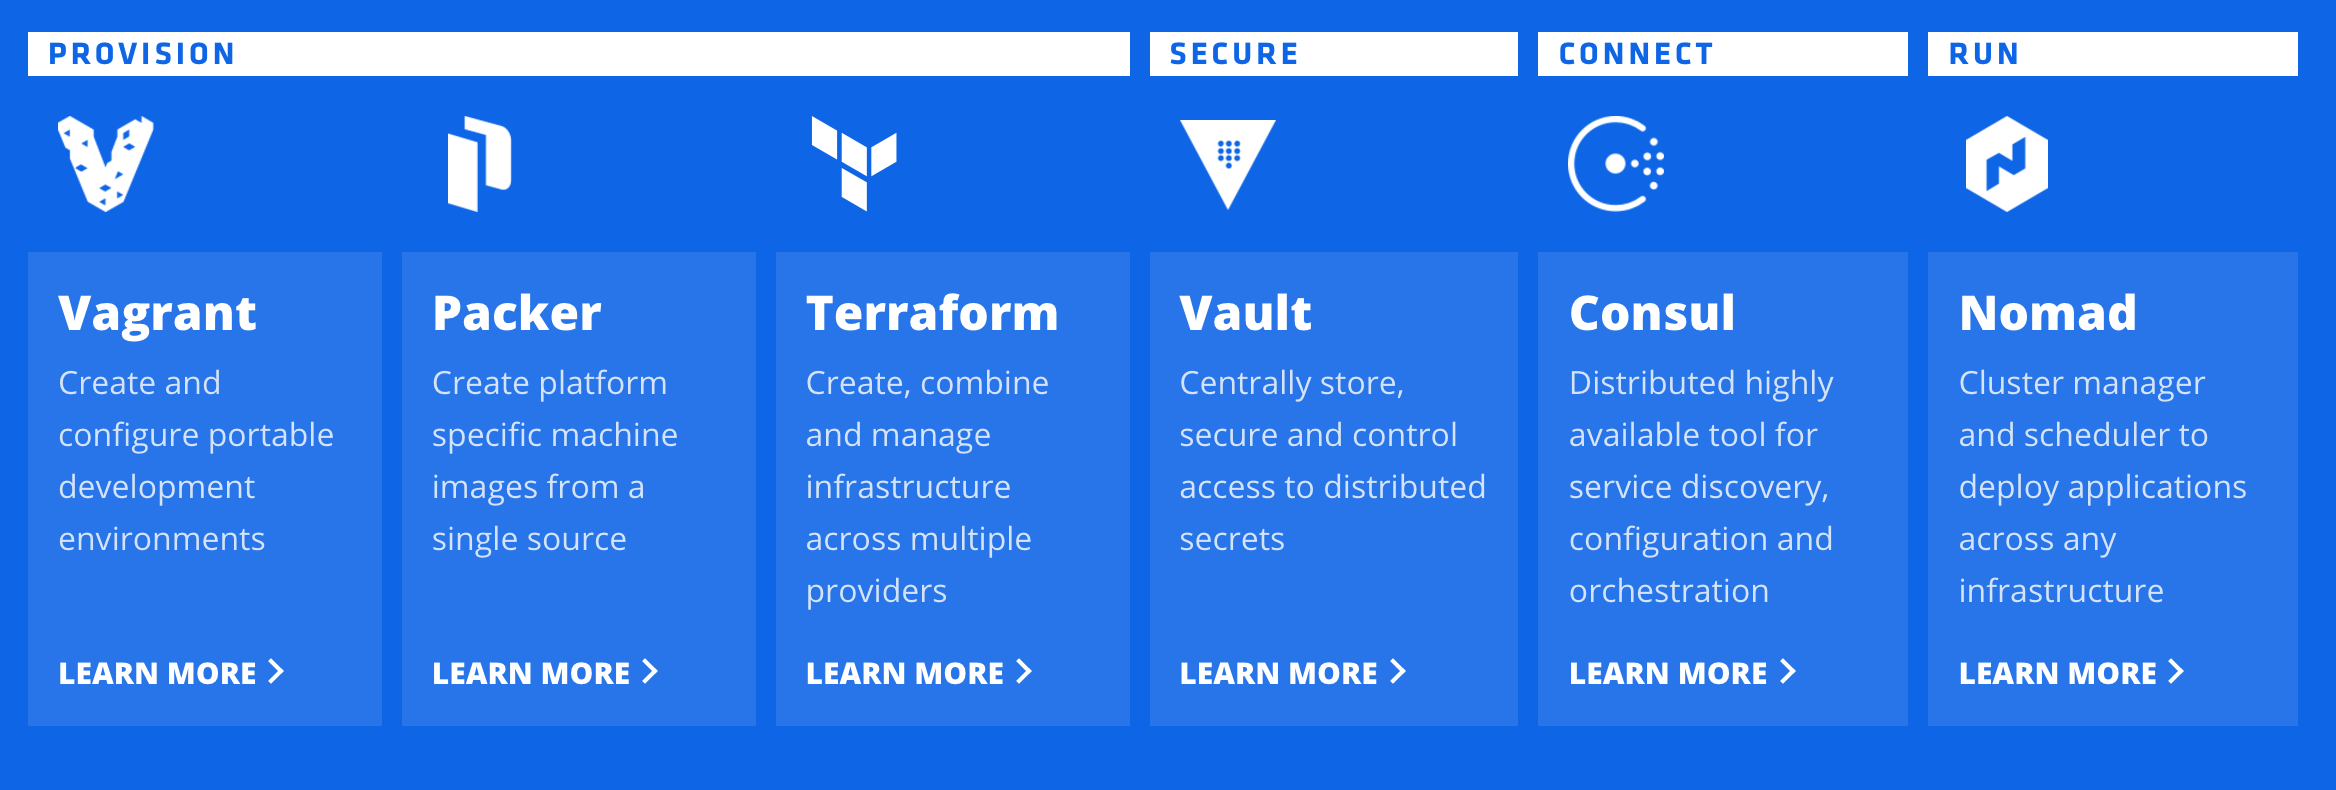 PROVISION
SECURE
CONNECT
RUN
Vagrant
Create and
configure portable
development
environments
LEARN MORE
Packer
Create platform
specific machine
images from a
single source
LEARN MORE
Terraform
Create, combine
and manage
infrastructure
across multiple
providers
LEARN MORE
Vault
Centrally store,
secure and control
access to distributed
secrets
LEARN MORE
Consul
Distributed highly
available tool for
service discovery,
configuration and
orchestration
LEARN MORE
Nomad
Cluster manager
and scheduler to
deploy applications
across any
infrastructure
LEARN MORE